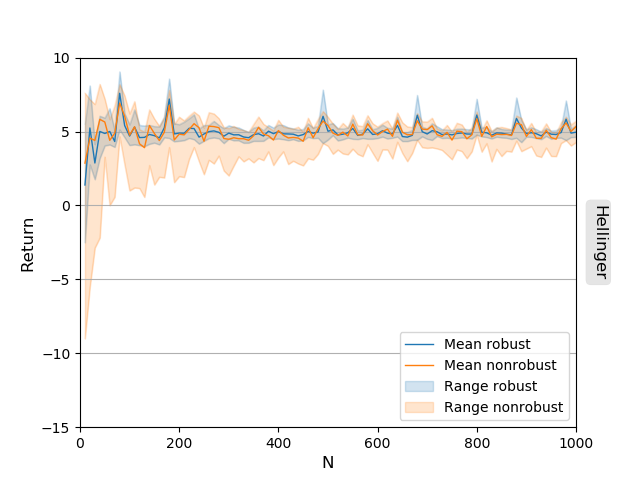 10
5
0
−5
−10
−15
Return
0
200
400
600
800
1000
N
Hellinger
Mean robust
Mean nonrobust
Range robust
Range nonrobust